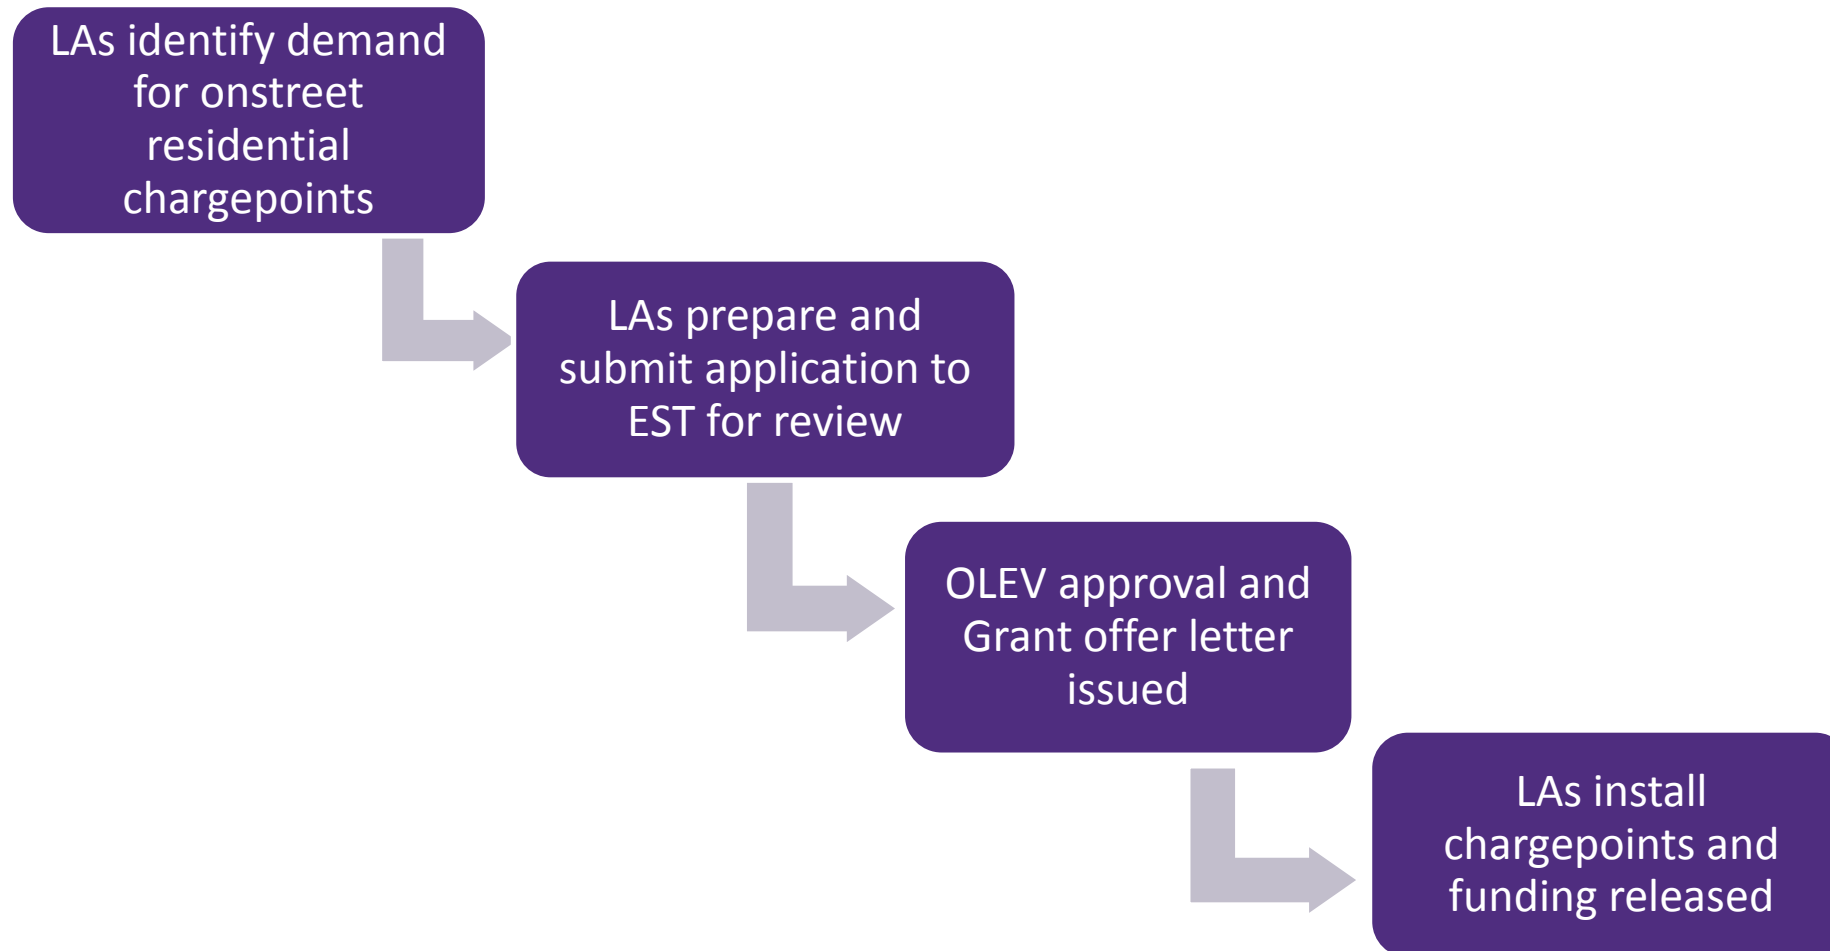 LAs identify demand
for onstreet
residential
chargepoints
LAs prepare and
submit application to
EST for review
OLEV approval and
Grant offer letter
issued
LAs install
chargepoints and
funding released